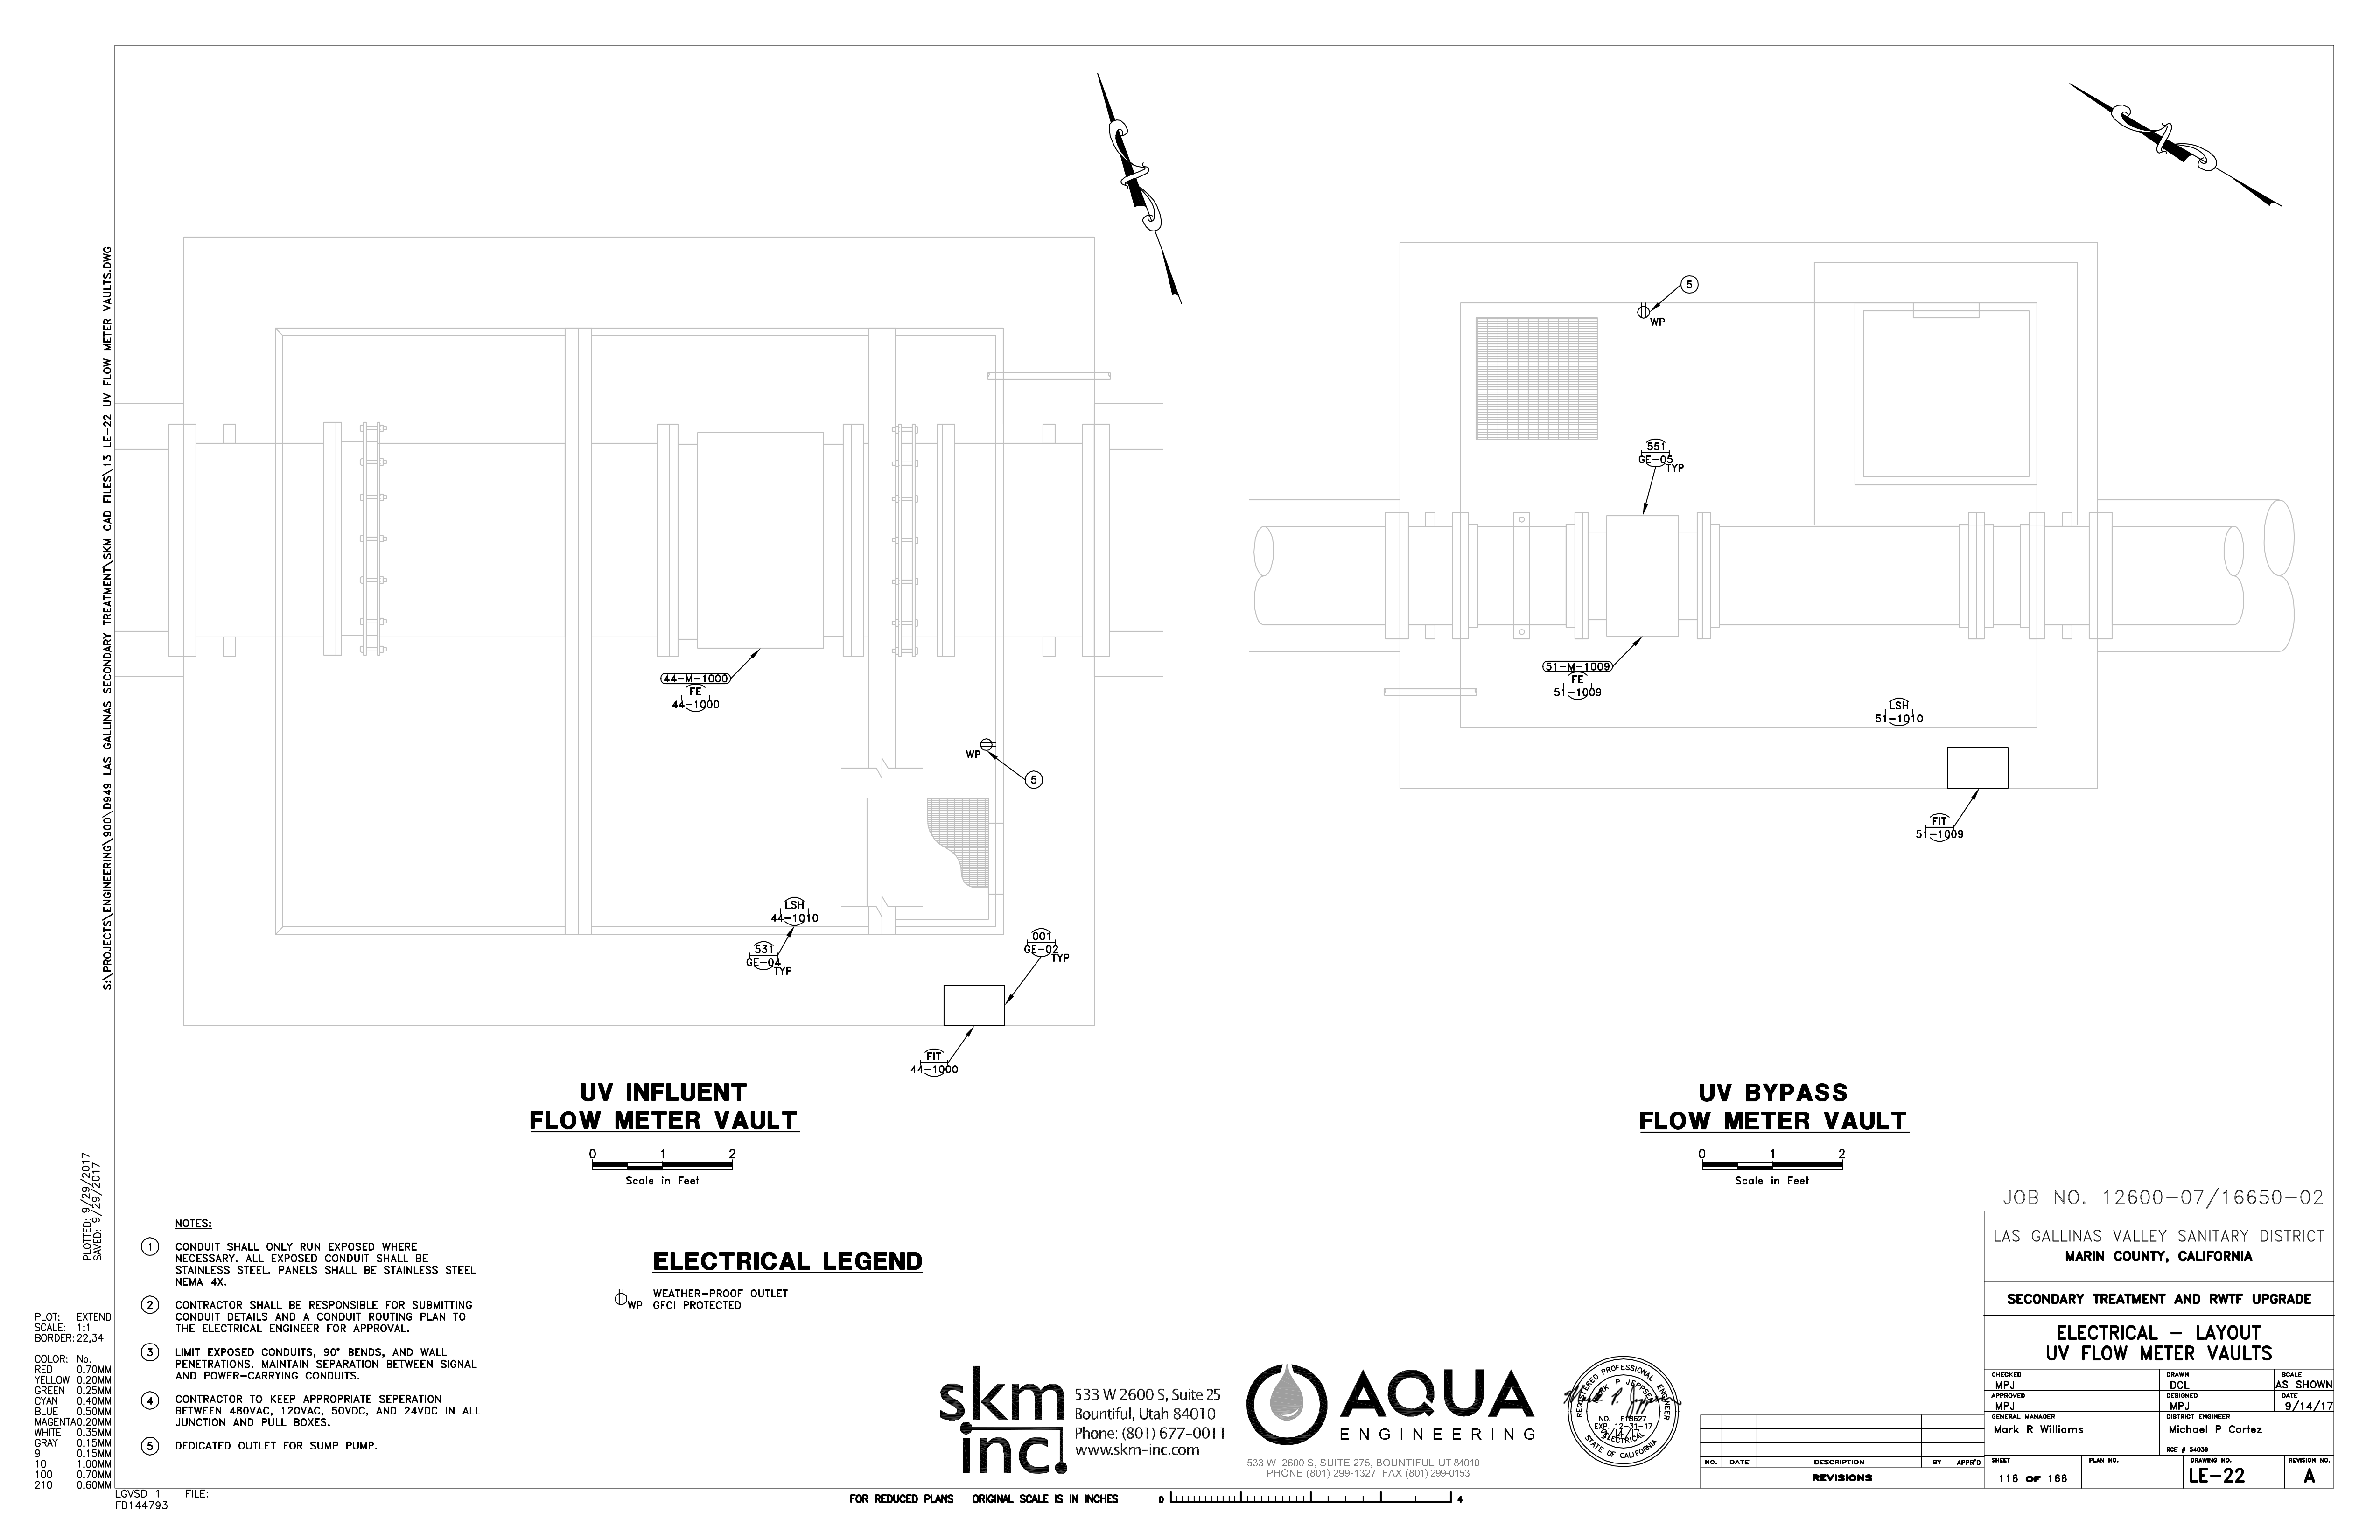 S:\PROJECTS\ENGINEERING\900\D949 LAS GALLINAS SECONDARY TREATMENT\SKM CAD FILES\13 LE-22 UV FLOW METER VAULTS.DWG
PLOTTED: 9/29/2017
SAVED: 9/29/2017
PLOT: EXTEND
SCALE: 1:1
BORDER: 22,34
COLOR: No.
RED 0.70MM
YELLOW 0.20MM
GREEN 0.25MM
CYAN 0.40MM
BLUE 0.50MM
MAGENTA 0.20MM
WHITE 0.35MM
GRAY 0.15MM
9 0.15MM
10 1.00MM
100 0.70MM
210 0.60MM
LGVSD 1 FILE:
FD144793
44-M-1000
FE
44-1000
WP
5
LSH
44-1010
531
GE-04
TYP
001
GE-02
TYP
FIT
44-1000
UV INFLUENT
FLOW METER VAULT
0 1 2
Scale in Feet
5
WP
551
GE-05
TYP
51-M-1009
FE
51-1009
LSH
51-1010
FIT
51-1009
UV BYPASS
FLOW METER VAULT
0 1 2
Scale in Feet
NOTES:
1 CONDUIT SHALL ONLY RUN EXPOSED WHERE
NECESSARY. ALL EXPOSED CONDUIT SHALL BE
STAINLESS STEEL. PANELS SHALL BE STAINLESS STEEL
NEMA 4X.
2 CONTRACTOR SHALL BE RESPONSIBLE FOR SUBMITTING
CONDUIT DETAILS AND A CONDUIT ROUTING PLAN TO
THE ELECTRICAL ENGINEER FOR APPROVAL.
3 LIMIT EXPOSED CONDUITS, 90° BENDS, AND WALL
PENETRATIONS. MAINTAIN SEPARATION BETWEEN SIGNAL
AND POWER-CARRYING CONDUITS.
4 CONTRACTOR TO KEEP APPROPRIATE SEPERATION
BETWEEN 480VAC, 120VAC, 50VDC, AND 24VDC IN ALL
JUNCTION AND PULL BOXES.
5 DEDICATED OUTLET FOR SUMP PUMP.
ELECTRICAL LEGEND
WP WEATHER-PROOF OUTLET
GFCI PROTECTED
skm
inc.
533 W 2600 S, Suite 25
Bountiful, Utah 84010
Phone: (801) 677-0011
www.skm-inc.com
AQUA
ENGINEERING
533 W 2600 S, SUITE 275, BOUNTIFUL, UT 84010
PHONE (801) 299-1327 FAX (801) 299-0153
REGISTERED PROFESSIONAL ENGINEER
MARK P JEPPSEN
NO. E18627
EXP. 12-31-17
9/14/17
ELECTRICAL
STATE OF CALIFORNIA
FOR REDUCED PLANS ORIGINAL SCALE IS IN INCHES
0 4
NO. DATE DESCRIPTION BY APPR'D
REVISIONS
JOB NO. 12600-07/16650-02
LAS GALLINAS VALLEY SANITARY DISTRICT
MARIN COUNTY, CALIFORNIA
SECONDARY TREATMENT AND RWTF UPGRADE
ELECTRICAL - LAYOUT
UV FLOW METER VAULTS
CHECKED DRAWN SCALE
MPJ DCL AS SHOWN
APPROVED DESIGNED DATE
MPJ MPJ 9/14/17
GENERAL MANAGER DISTRICT ENGINEER
Mark R Williams Michael P Cortez
RCE # 54039
SHEET PLAN NO. DRAWING NO. REVISION NO.
116 OF 166 LE-22 A